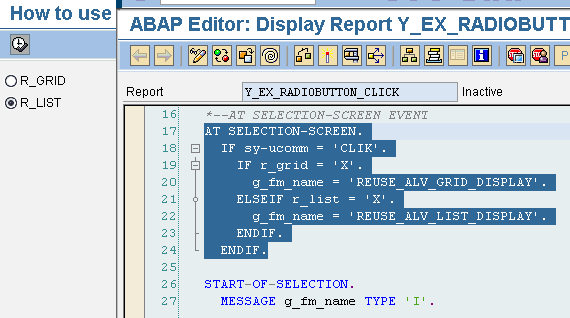 How to use
R_GRID
R_LIST
ABAP Editor: Display Report Y_EX_RADIOBUTT
Report Y_EX_RADIOBUTTON_CLICK Inactive
16 *--AT SELECTION-SCREEN EVENT
17 AT SELECTION-SCREEN.
18 IF sy-ucomm = 'CLIK'.
19 IF r_grid = 'X'.
20 g_fm_name = 'REUSE_ALV_GRID_DISPLAY'.
21 ELSEIF r_list = 'X'.
22 g_fm_name = 'REUSE_ALV_LIST_DISPLAY'.
23 ENDIF.
24 ENDIF.
25
26 START-OF-SELECTION.
27 MESSAGE g_fm_name TYPE 'I'.